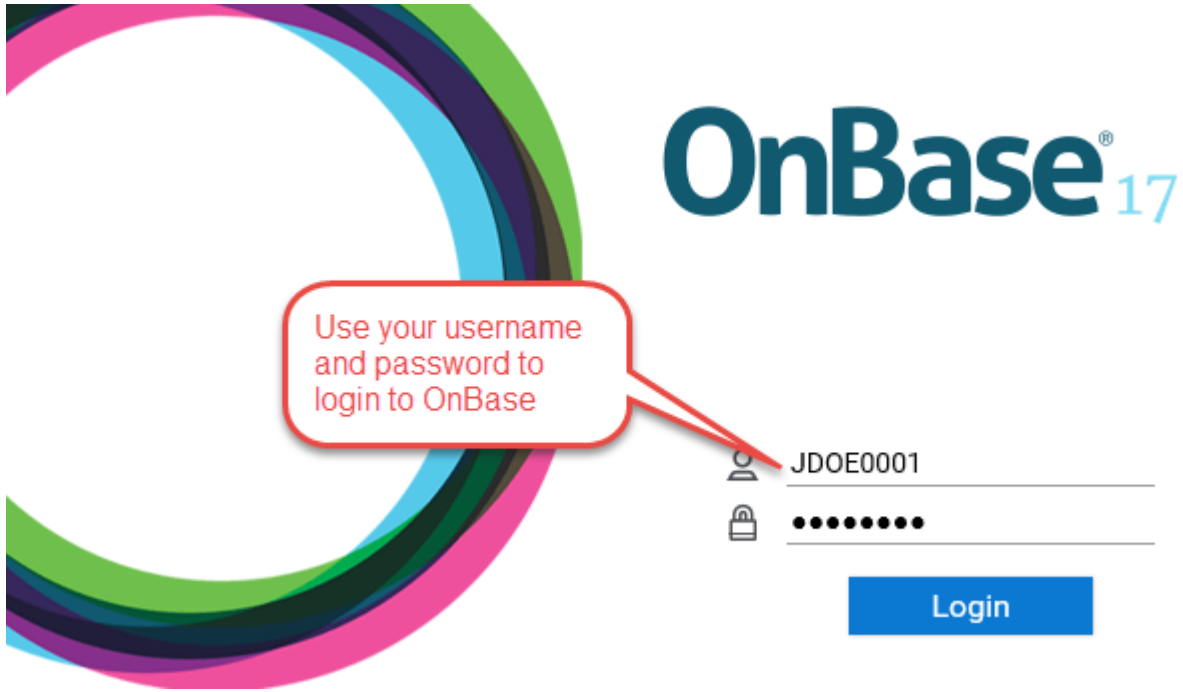 OnBase® 17
Use your username
and password to
login to OnBase
JDOE0001
••••••••
Login